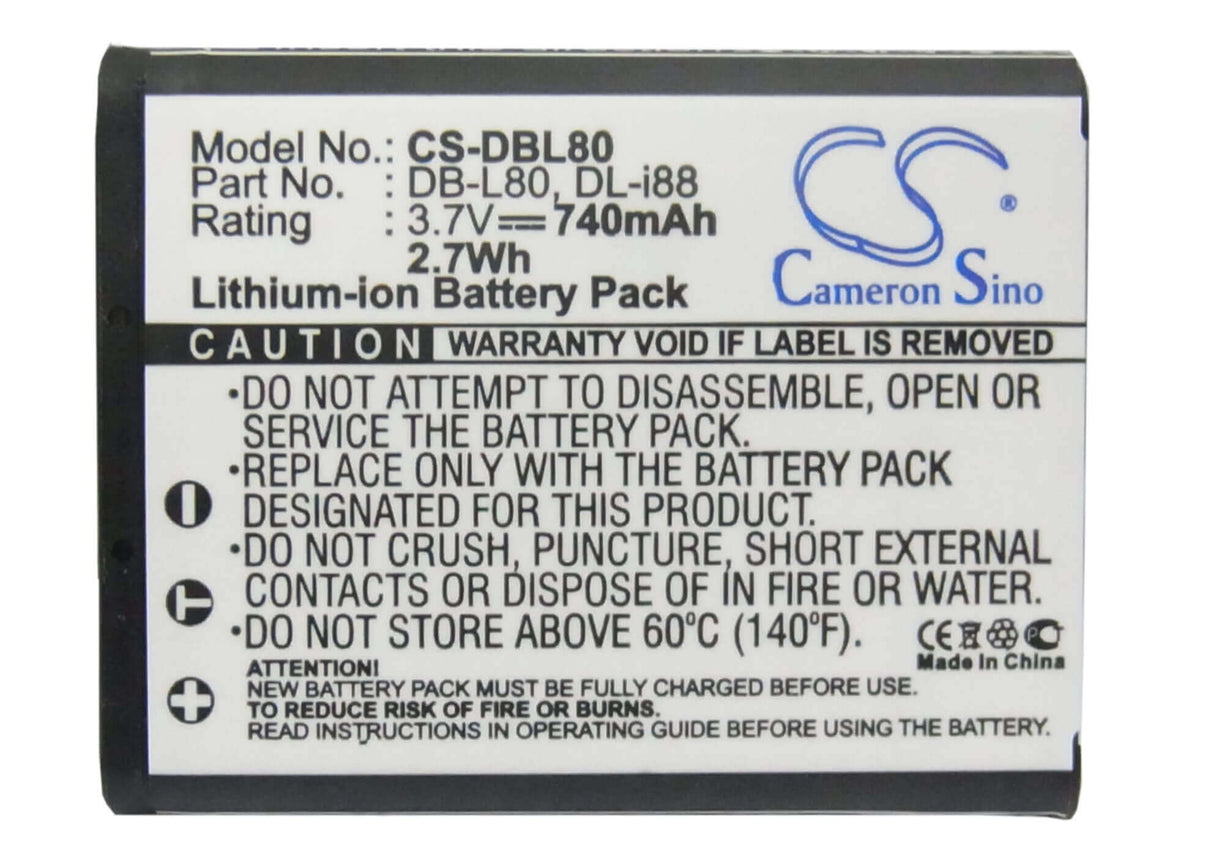 Model No.: CS-DBL80
Part No. : DB-L80, DL-i88
Rating : 3.7V 740mAh
2.7Wh
Lithium-ion Battery Pack
CS ®
Cameron Sino
CAUTION WARRANTY VOID IF LABEL IS REMOVED
•DO NOT ATTEMPT TO DISASSEMBLE, OPEN OR
SERVICE THE BATTERY PACK.
•REPLACE ONLY WITH THE BATTERY PACK
DESIGNATED FOR THIS PRODUCT.
•DO NOT CRUSH, PUNCTURE, SHORT EXTERNAL
CONTACTS OR DISPOSE OF IN FIRE OR WATER.
•DO NOT STORE ABOVE 60°C (140°F).
CE
Made In China
T
ATTENTION!
NEW BATTERY PACK MUST BE FULLY CHARGED BEFORE USE.
TO REDUCE RISK OF FIRE OR BURNS.
READ INSTRUCTIONS IN OPERATING GUIDE BEFORE USING THE BATTERY.